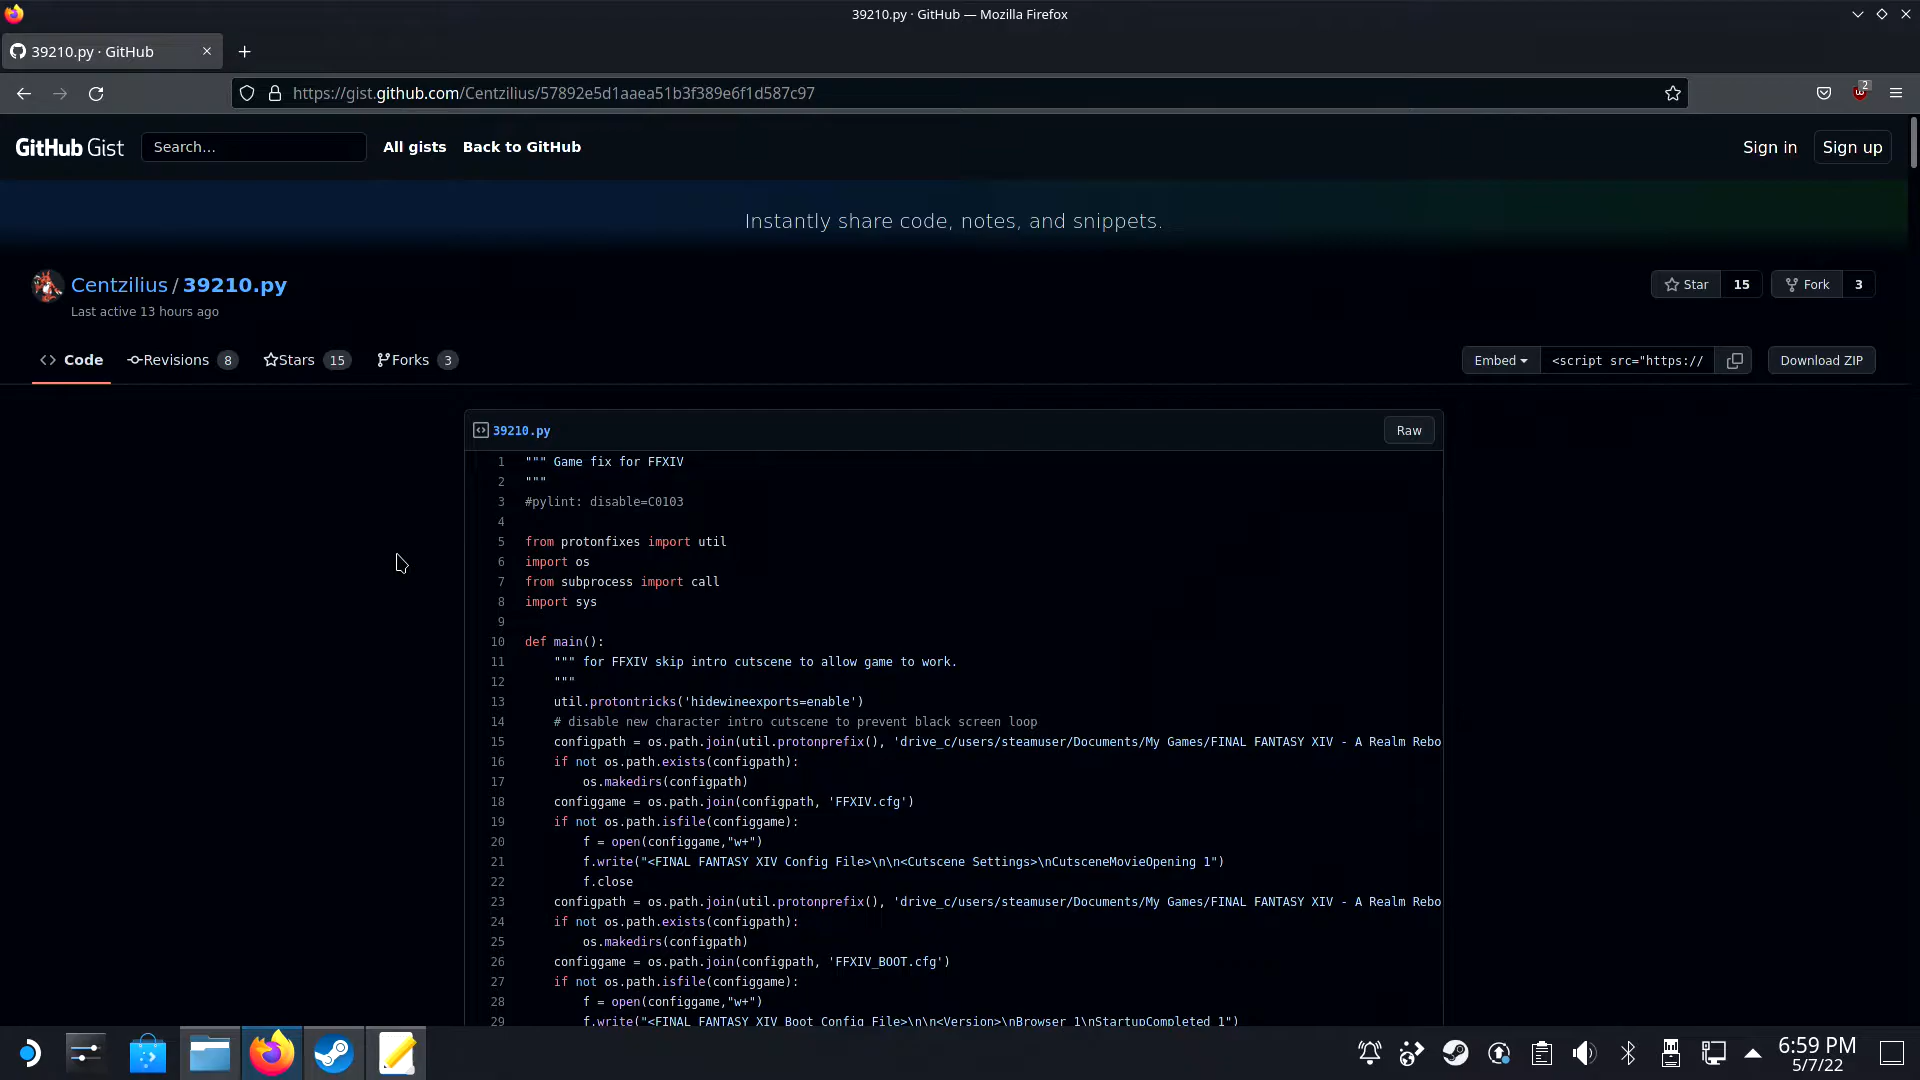 39210.py · GitHub — Mozilla Firefox
39210.py · GitHub
https://gist.github.com/Centzilius/57892e5d1aaea51b3f389e6f1d587c97
2
GitHub Gist
Search...
All gists
Back to GitHub
Sign in
Sign up
Instantly share code, notes, and snippets.
Centzilius / 39210.py
Star 15
Fork 3
Last active 13 hours ago
Code
Revisions 8
Stars 15
Forks 3
Embed
<script src="https://
Download ZIP
39210.py
Raw
1 """ Game fix for FFXIV
2 """
3 #pylint: disable=C0103
4
5 from protonfixes import util
6 import os
7 from subprocess import call
8 import sys
9
10 def main():
11 """ for FFXIV skip intro cutscene to allow game to work.
12 """
13 util.protontricks('hidewineexports=enable')
14 # disable new character intro cutscene to prevent black screen loop
15 configpath = os.path.join(util.protonprefix(), 'drive_c/users/steamuser/Documents/My Games/FINAL FANTASY XIV - A Realm Rebo
16 if not os.path.exists(configpath):
17 os.makedirs(configpath)
18 configgame = os.path.join(configpath, 'FFXIV.cfg')
19 if not os.path.isfile(configgame):
20 f = open(configgame,"w+")
21 f.write("<FINAL FANTASY XIV Config File>\n\n<Cutscene Settings>\nCutsceneMovieOpening 1")
22 f.close
23 configpath = os.path.join(util.protonprefix(), 'drive_c/users/steamuser/Documents/My Games/FINAL FANTASY XIV - A Realm Rebo
24 if not os.path.exists(configpath):
25 os.makedirs(configpath)
26 configgame = os.path.join(configpath, 'FFXIV_BOOT.cfg')
27 if not os.path.isfile(configgame):
28 f = open(configgame,"w+")
29 f.write("<FINAL FANTASY XIV Boot Config File>\n\n<Version>\nBrowser 1\nStartupCompleted 1")
6:59 PM
5/7/22